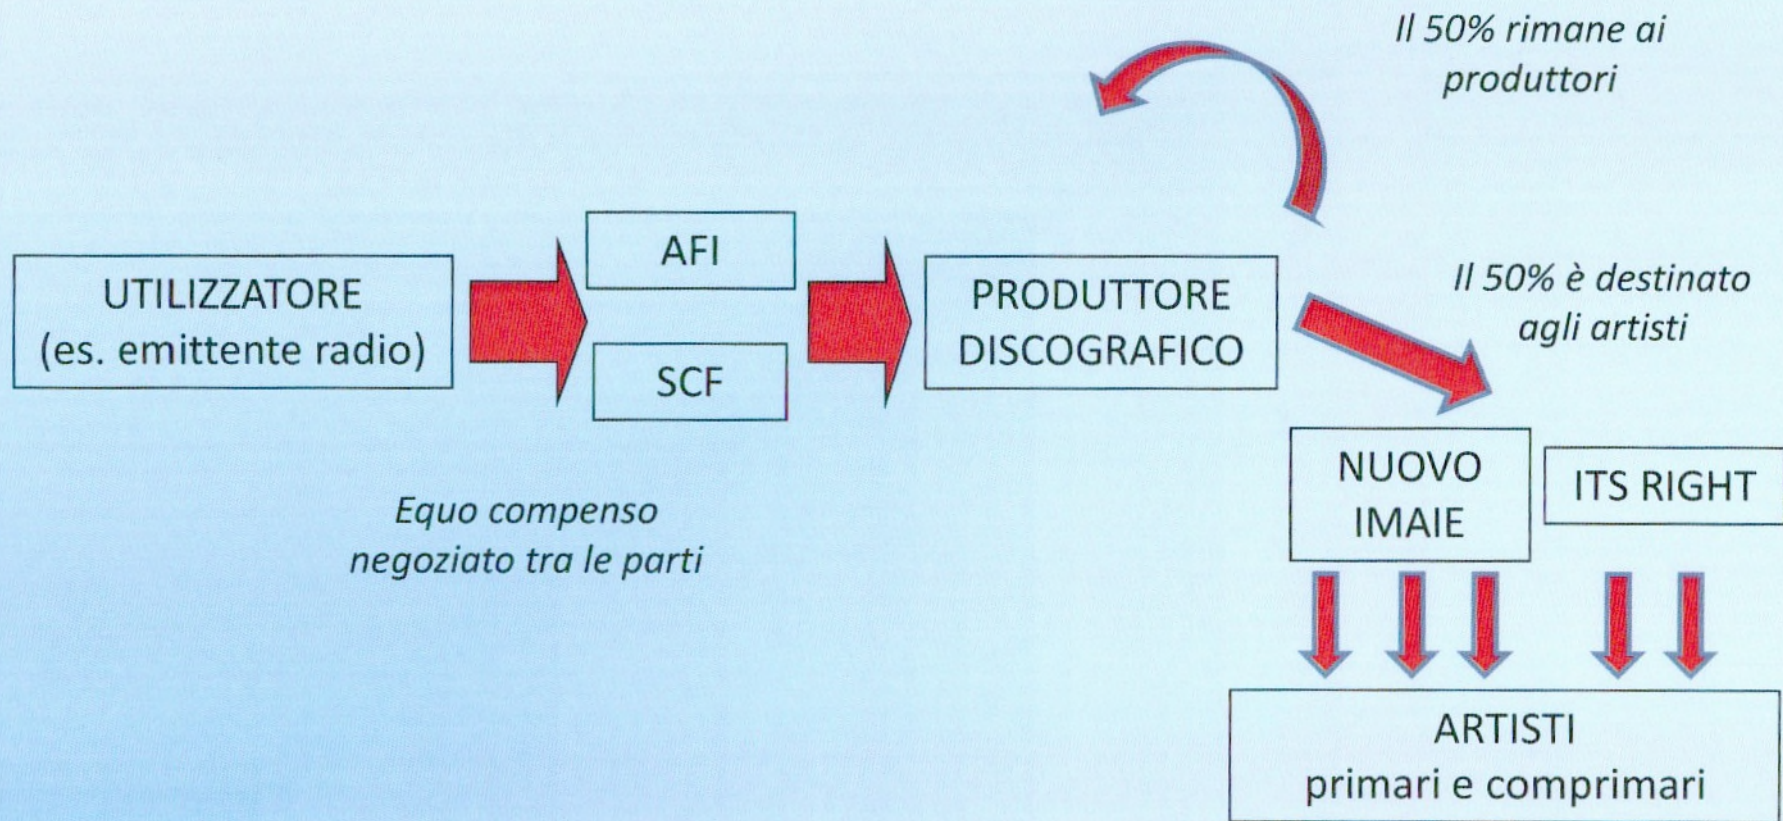 Il 50% rimane ai
produttori
AFI
UTILIZZATORE
(es. emittente radio)
PRODUTTORE
DISCOGRAFICO
Il 50% è destinato
agli artisti
SCF
NUOVO
IMAIE
ITS RIGHT
Equo compenso
negoziato tra le parti
ARTISTI
primari e comprimari